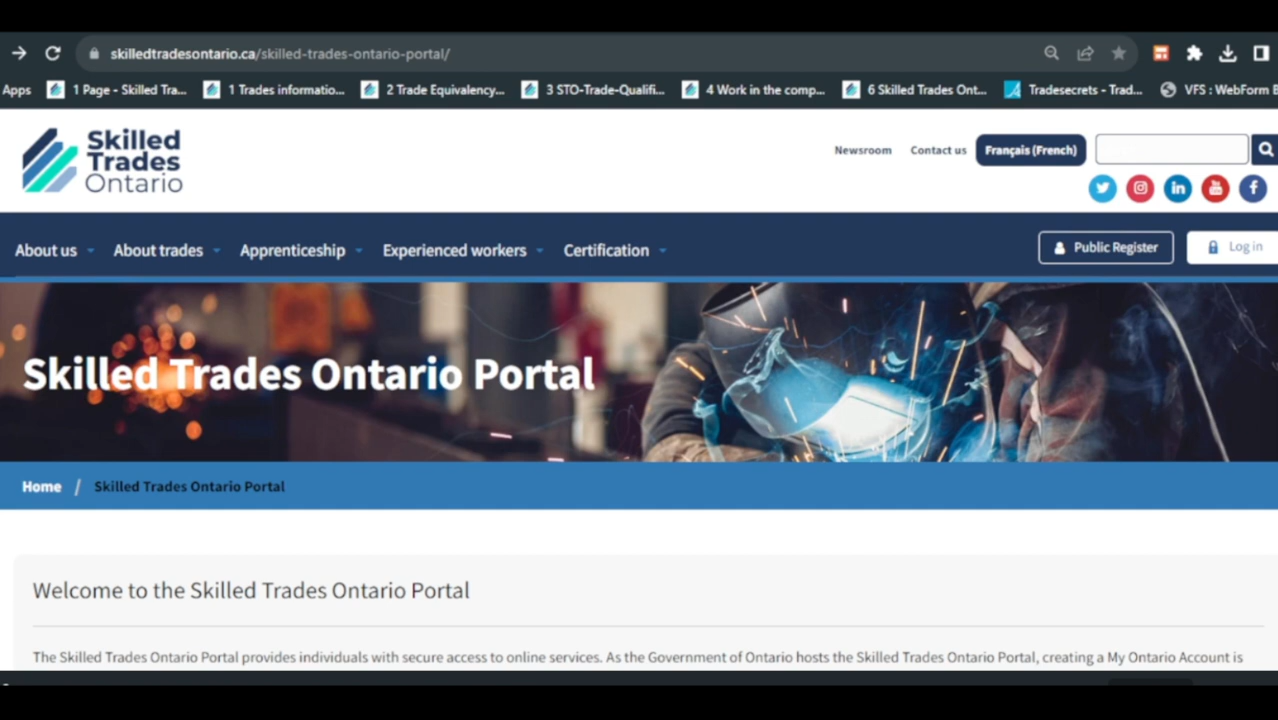 skilledtradesontario.ca/skilled-trades-ontario-portal/
Apps 1 Page - Skilled Tra... 1 Trades informatio... 2 Trade Equivalency... 3 STO-Trade-Qualifi... 4 Work in the comp... 6 Skilled Trades Ont... Tradesecrets - Trad... VFS : WebForm
Skilled
Trades
Ontario
Newsroom Contact us Français (French)
About us About trades Apprenticeship Experienced workers Certification Public Register Log in
Skilled Trades Ontario Portal
Home / Skilled Trades Ontario Portal
Welcome to the Skilled Trades Ontario Portal
The Skilled Trades Ontario Portal provides individuals with secure access to online services. As the Government of Ontario hosts the Skilled Trades Ontario Portal, creating a My Ontario Account is